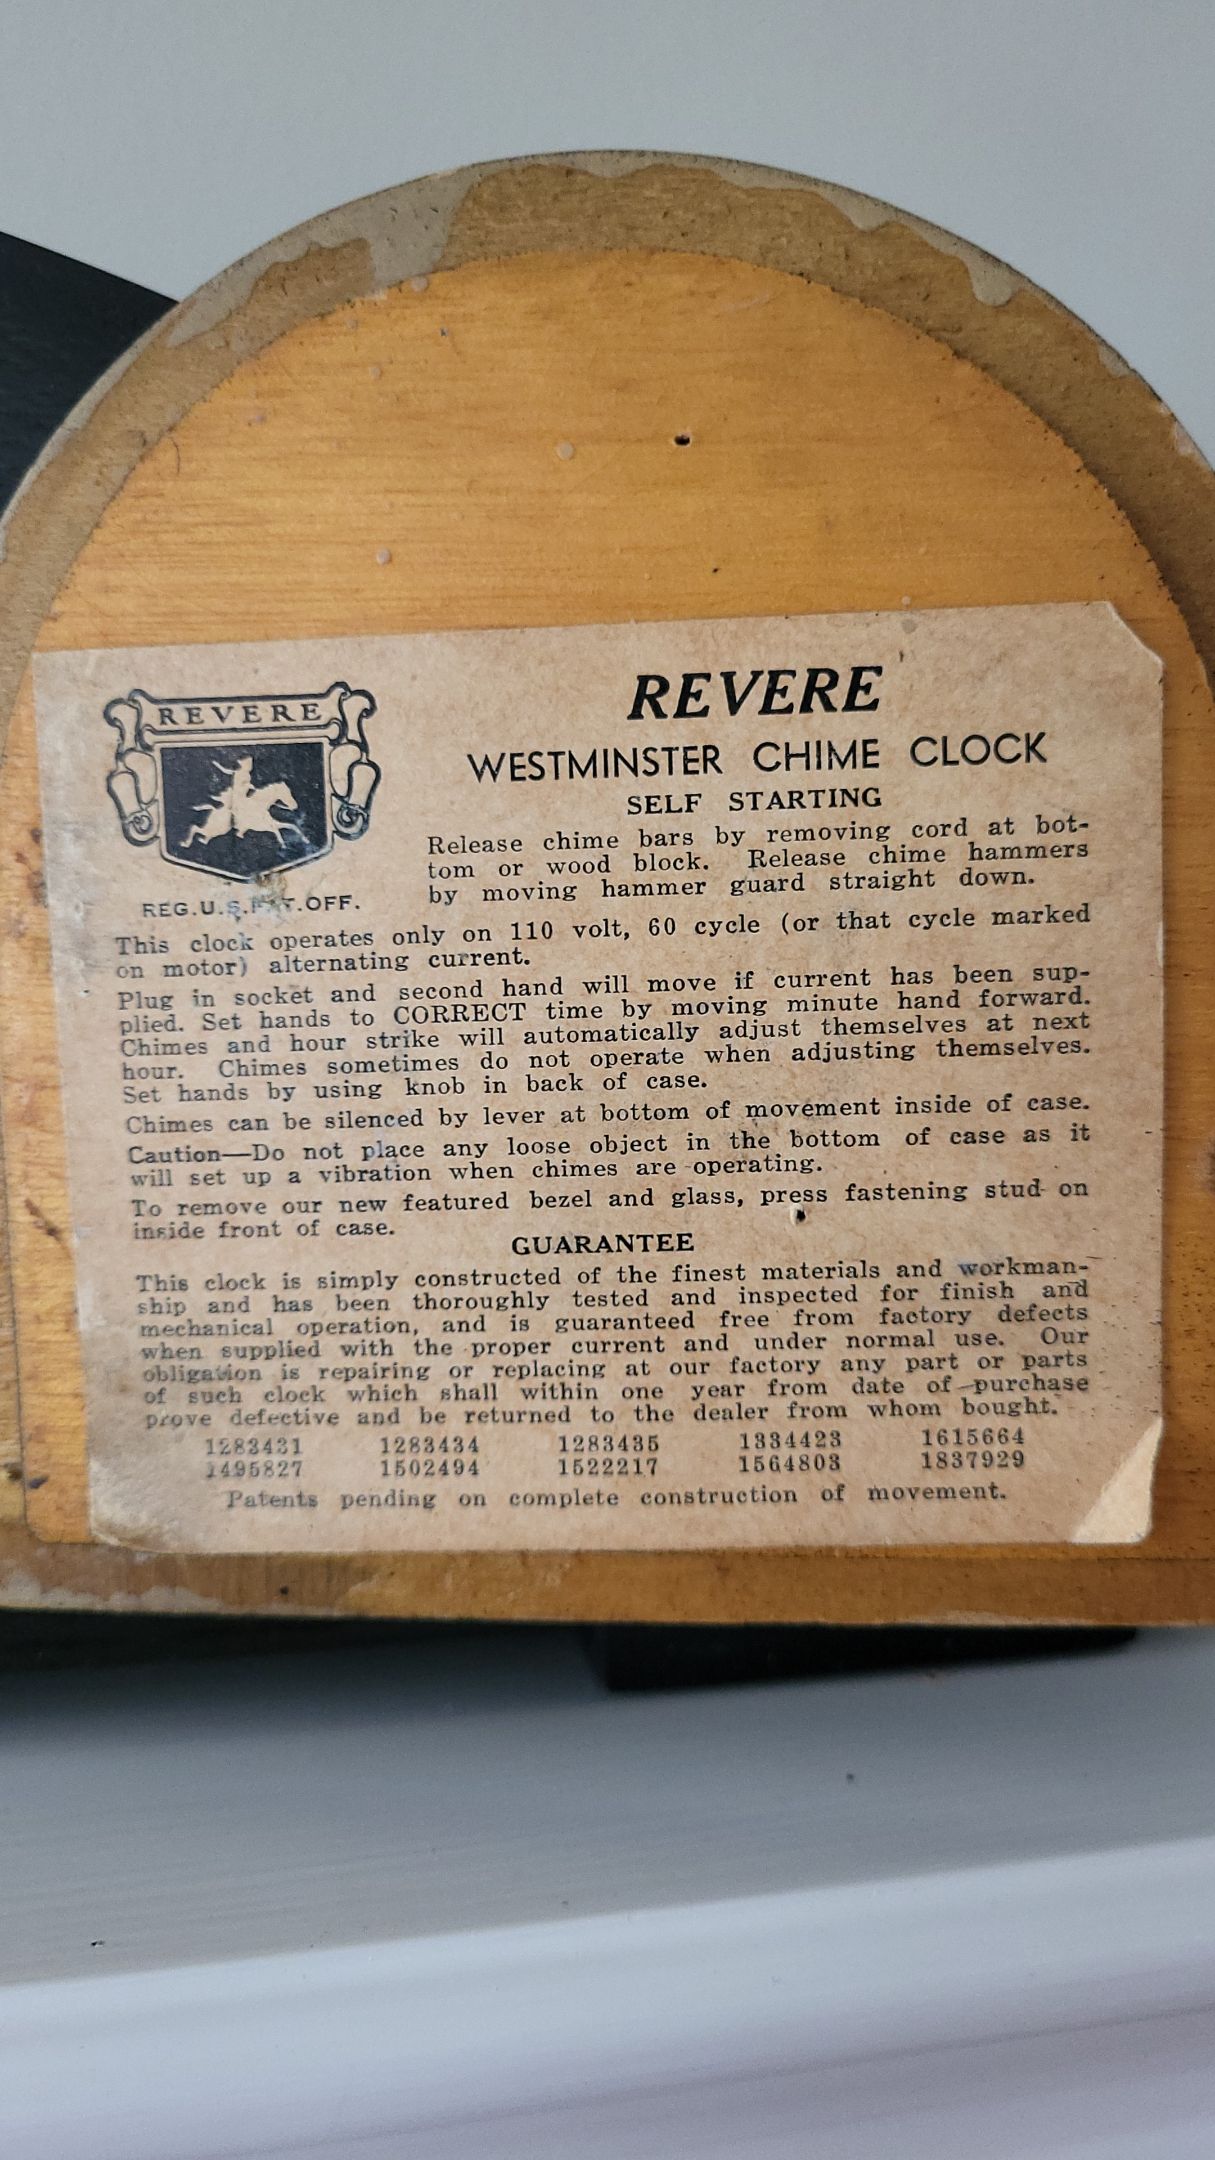 REVERE
REG.U.S.PAT.OFF.
REVERE
WESTMINSTER CHIME CLOCK
SELF STARTING
Release chime bars by removing cord at bot-
tom or wood block. Release chime hammers
by moving hammer guard straight down.
This clock operates only on 110 volt, 60 cycle (or that cycle marked
on motor) alternating current.
Plug in socket and second hand will move if current has been sup-
plied. Set hands to CORRECT time by moving minute hand forward.
Chimes and hour strike will automatically adjust themselves at next
hour. Chimes sometimes do not operate when adjusting themselves.
Set hands by using knob in back of case.
Chimes can be silenced by lever at bottom of movement inside of case.
Caution—Do not place any loose object in the bottom of case as it
will set up a vibration when chimes are operating.
To remove our new featured bezel and glass, press fastening stud on
inside front of case.
GUARANTEE
This clock is simply constructed of the finest materials and workman-
ship and has been thoroughly tested and inspected for finish and
mechanical operation, and is guaranteed free from factory defects
when supplied with the proper current and under normal use. Our
obligation is repairing or replacing at our factory any part or parts
of such clock which shall within one year from date of purchase
prove defective and be returned to the dealer from whom bought.
1283431 1283434 1283435 1334423 1615664
1495827 1502494 1522217 1564803 1837929
Patents pending on complete construction of movement.